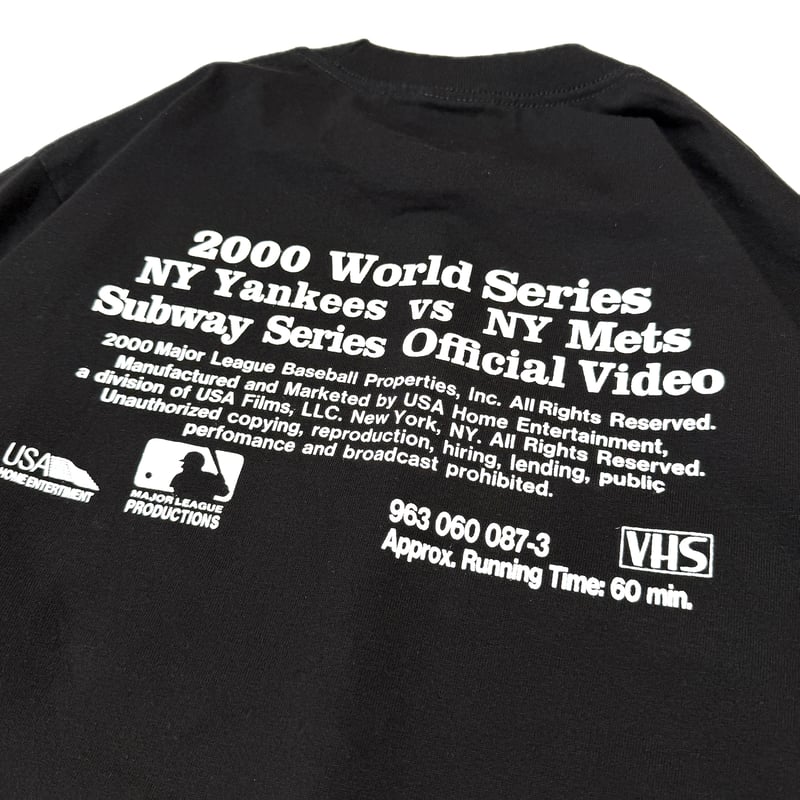 2000 World Series
NY Yankees vs NY Mets
Subway Series Official Video
2000 Major League Baseball Properties, Inc. All Rights Reserved.
Manufactured and Marketed by USA Home Entertainment,
a division of USA Films, LLC. New York, NY. All Rights Reserved.
Unauthorized copying, reproduction, hiring, lending, public
perfomance and broadcast prohibited.
USA
HOME ENTERTIMENT
MAJOR LEAGUE
PRODUCTIONS
963 060 087-3
Approx. Running Time: 60 min.
VHS